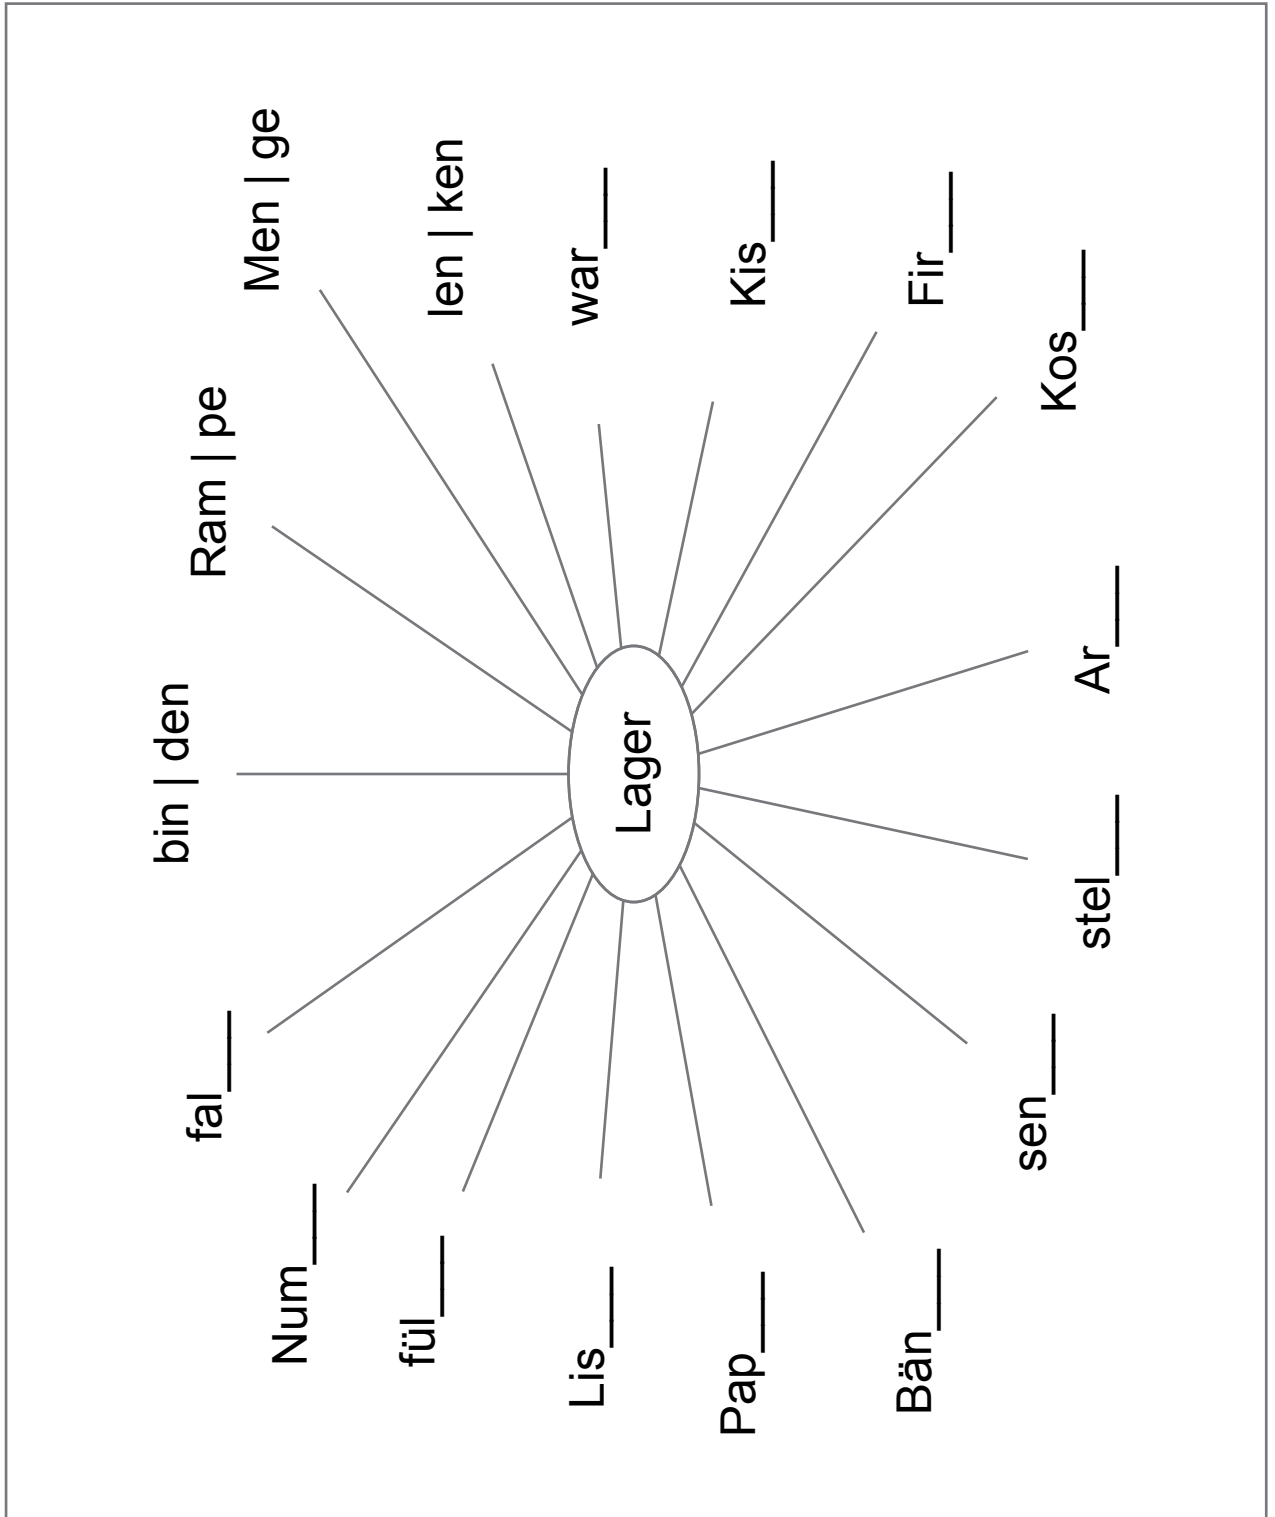 bin | den
Ram | pe
Men | ge
len | ken
war___
Kis___
Fir___
Kos___
Ar___
stel___
sen___
Bän___
Pap___
Lis___
fül___
Num___
fal___
Lager